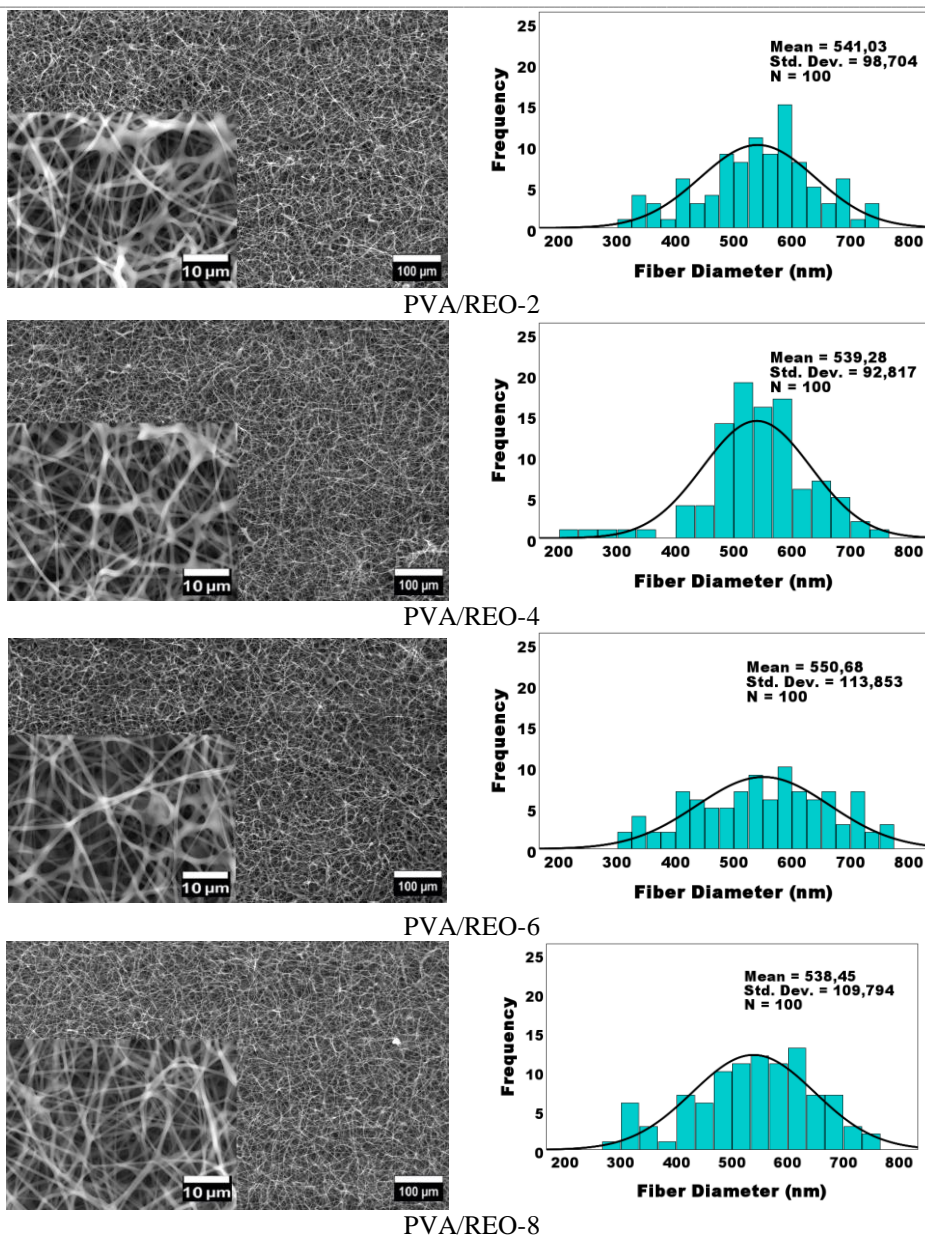 25
20
15
10
5
0
Frequency
Mean = 541,03
Std. Dev. = 98,704
N = 100
200 300 400 500 600 700 800
Fiber Diameter (nm)
10 µm
100 µm
PVA/REO-2
25
20
15
10
5
0
Frequency
Mean = 539,28
Std. Dev. = 92,817
N = 100
200 300 400 500 600 700 800
Fiber Diameter (nm)
10 µm
100 µm
PVA/REO-4
25
20
15
10
5
0
Frequency
Mean = 550,68
Std. Dev. = 113,853
N = 100
200 300 400 500 600 700 800
Fiber Diameter (nm)
10 µm
100 µm
PVA/REO-6
25
20
15
10
5
0
Frequency
Mean = 538,45
Std. Dev. = 109,794
N = 100
200 300 400 500 600 700 800
Fiber Diameter (nm)
10 µm
100 µm
PVA/REO-8